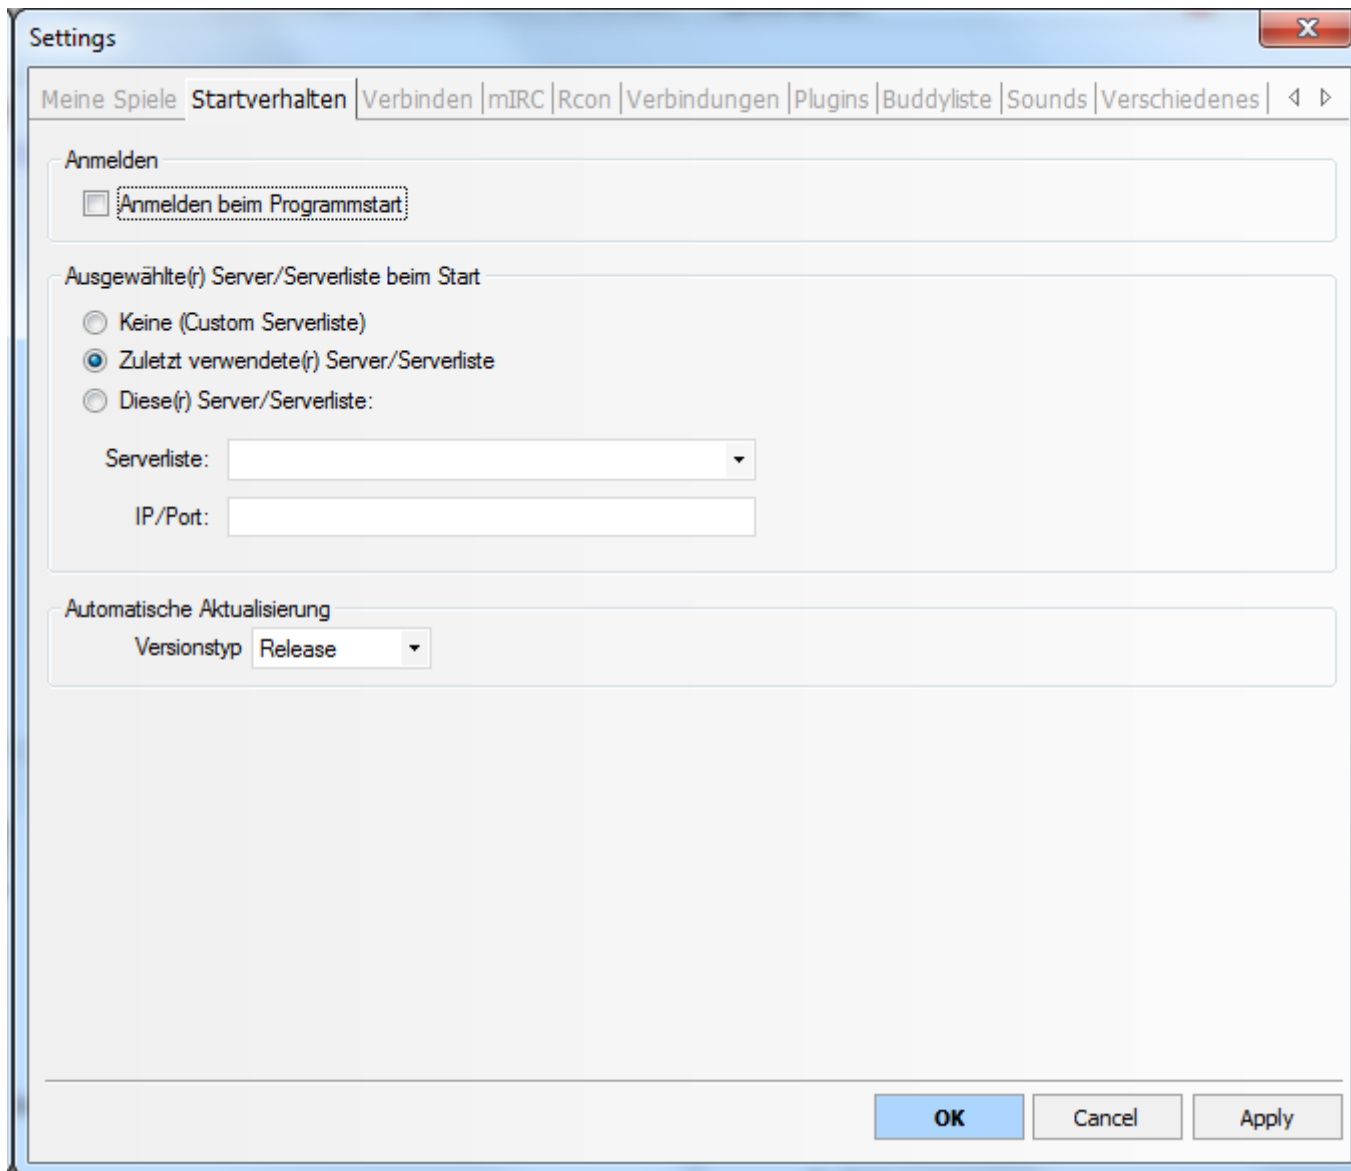 Settings
Meine Spiele Startverhalten Verbinden mIRC Rcon Verbindungen Plugins Buddyliste Sounds Verschiedenes
Anmelden
Anmelden beim Programmstart
Ausgewählte(r) Server/Serverliste beim Start
Keine (Custom Serverliste)
Zuletzt verwendete(r) Server/Serverliste
Diese(r) Server/Serverliste:
Serverliste:
IP/Port:
Automatische Aktualisierung
Versionstyp Release
OK Cancel Apply